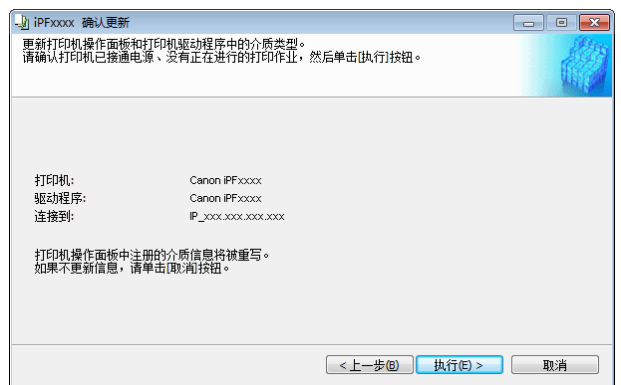 iPFxxxx 确认更新
更新打印机操作面板和打印机驱动程序中的介质类型。
请确认打印机已接通电源、没有正在进行的打印作业，然后单击[执行]按钮。
打印机: Canon iPFxxxx
驱动程序: Canon iPFxxxx
连接到: IP_xxx.xxx.xxx.xxx
打印机操作面板中注册的介质信息将被重写。
如果不更新信息，请单击[取消]按钮。
<上一步(B) 执行(E) > 取消